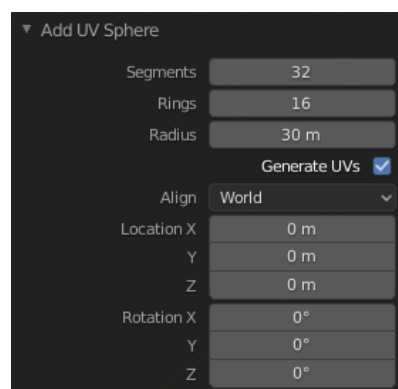 Add UV Sphere
Segments 32
Rings 16
Radius 30 m
Generate UVs
Align World
Location X 0 m
Y 0 m
Z 0 m
Rotation X 0°
Y 0°
Z 0°